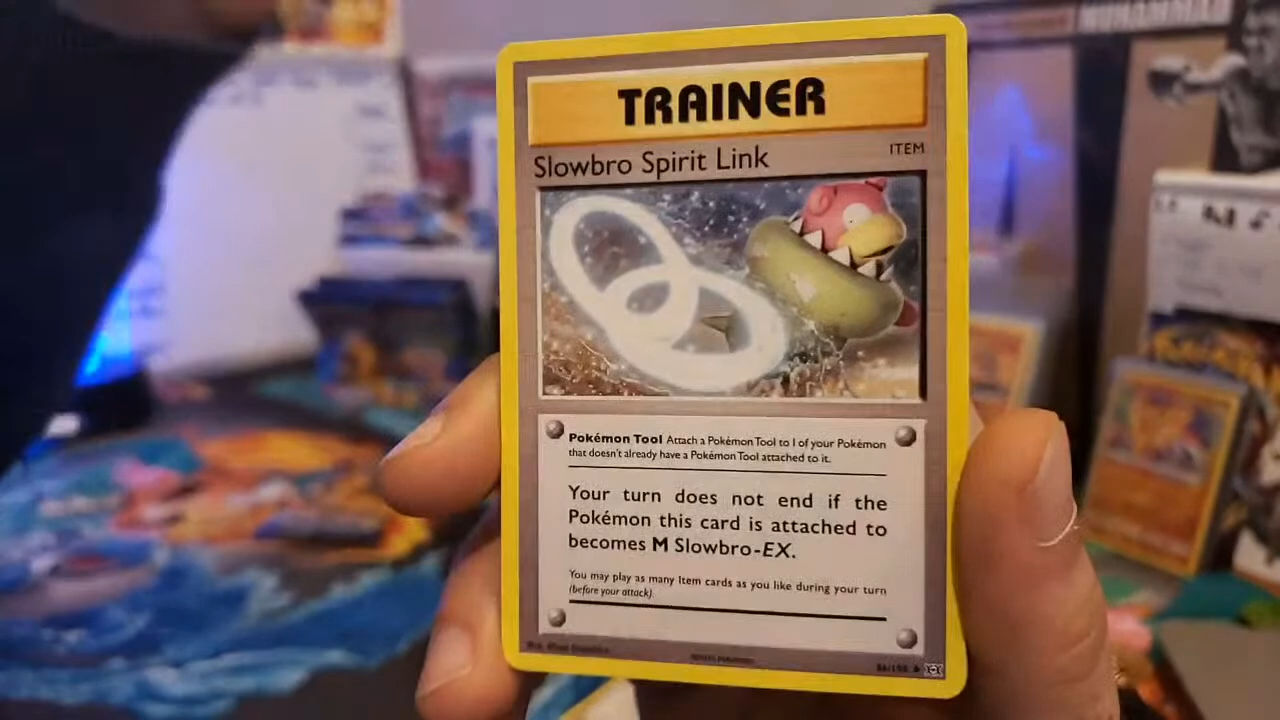 MUHAMMAD
TRAINER
Slowbro Spirit Link
ITEM
Pokémon Tool Attach a Pokémon Tool to 1 of your Pokémon
that doesn't already have a Pokémon Tool attached to it.
Your turn does not end if the
Pokémon this card is attached to
becomes M Slowbro-EX.
You may play as many Item cards as you like during your turn
(before your attack).